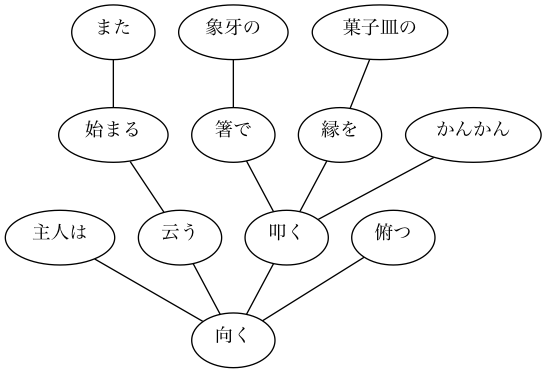 また
象牙の
菓子皿の
始まる
箸で
縁を
かんかん
主人は
云う
叩く
俯つ
向く